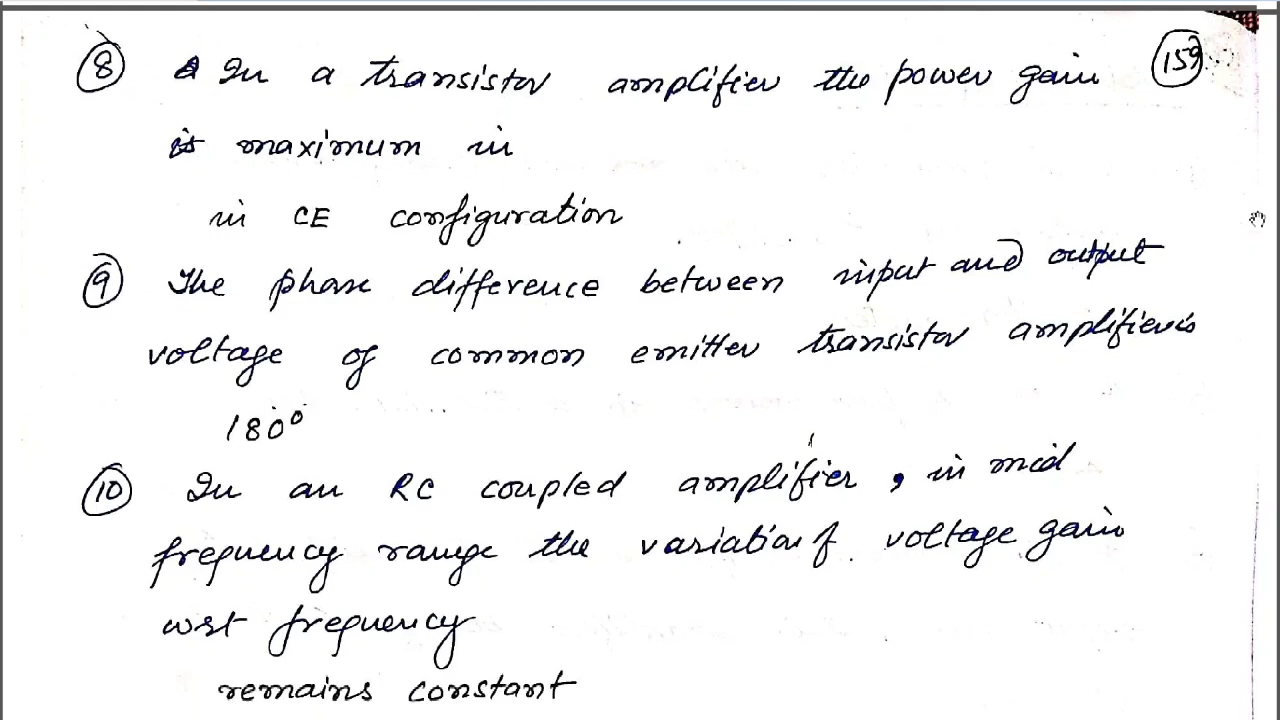 8 In a transistor amplifier the power gain 159
is maximum in
in CE configuration
9 The phase difference between input and output
voltage of common emitter transistor amplifier is
180°
10 In an RC coupled amplifier, in mid
frequency range the variation of voltage gain
wrt frequency
remains constant